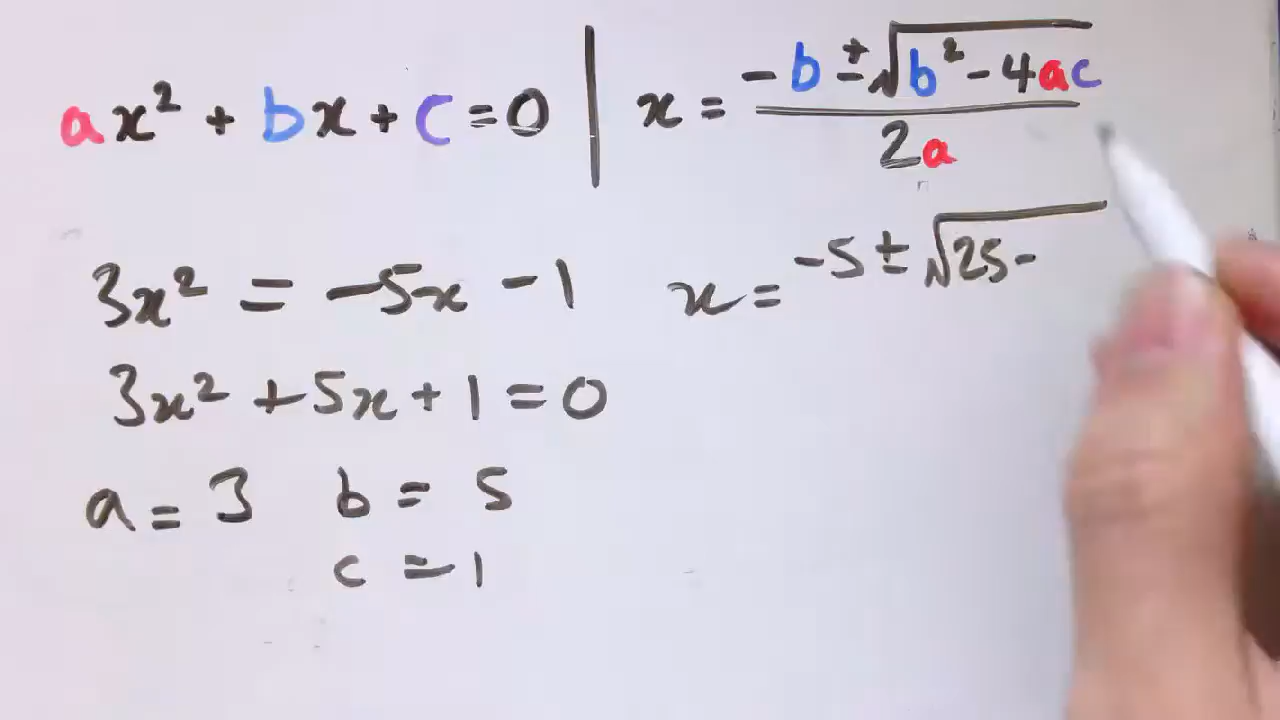 ax² + bx + c = 0 | x = (-b ± √(b² - 4ac)) / 2a
3x² = -5x - 1
3x² + 5x + 1 = 0
a = 3 b = 5
c = 1
x = -5 ± √25 -